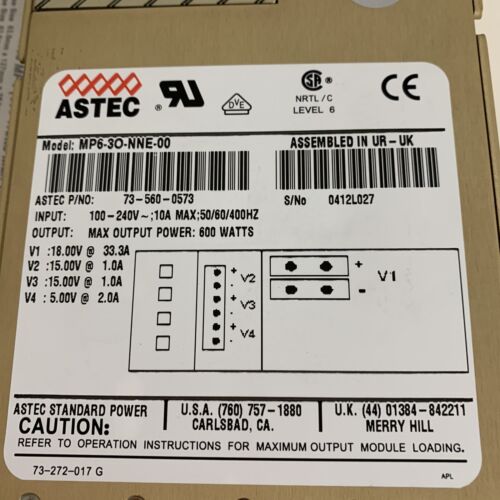 ASTEC ®
RU
DVE
SA
NRTL/C
LEVEL 6
CE
Model: MP6-3O-NNE-00
ASSEMBLED IN UR-UK
ASTEC P/NO: 73-560-0573
S/No 0412L027
INPUT: 100-240V~;10A MAX;50/60/400HZ
OUTPUT: MAX OUTPUT POWER: 600 WATTS
V1 :18.00V @ 33.3A
V2 :15.00V @ 1.0A
V3 :15.00V @ 1.0A
V4 : 5.00V @ 2.0A
+ V2 -
+ V3 -
+ V4 -
+ V1 -
ASTEC STANDARD POWER
U.S.A. (760) 757-1880
CARLSBAD, CA.
U.K. (44) 01384-842211
MERRY HILL
CAUTION:
REFER TO OPERATION INSTRUCTIONS FOR MAXIMUM OUTPUT MODULE LOADING.
73-272-017 G
APL